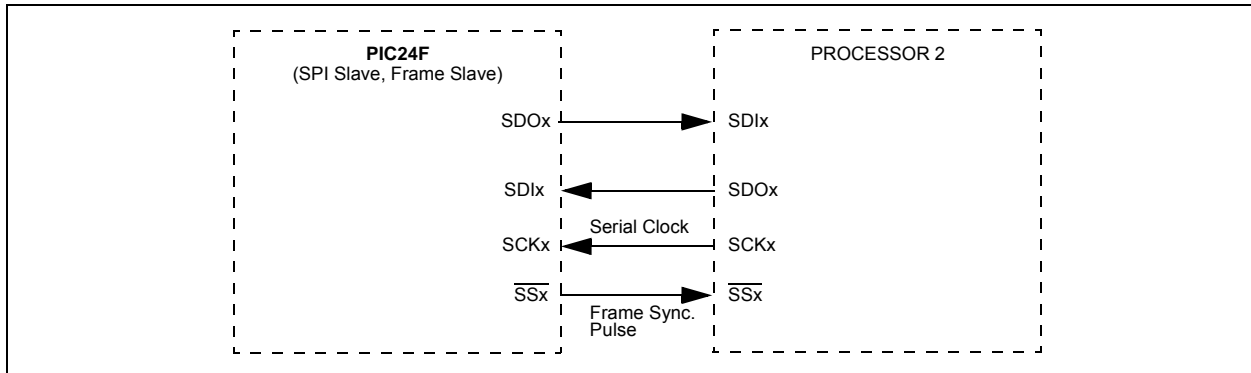 PIC24F
(SPI Slave, Frame Slave)
PROCESSOR 2
SDOx
SDIx
SDIx
SDOx
Serial Clock
SCKx
SCKx
SSx
SSx
Frame Sync.
Pulse